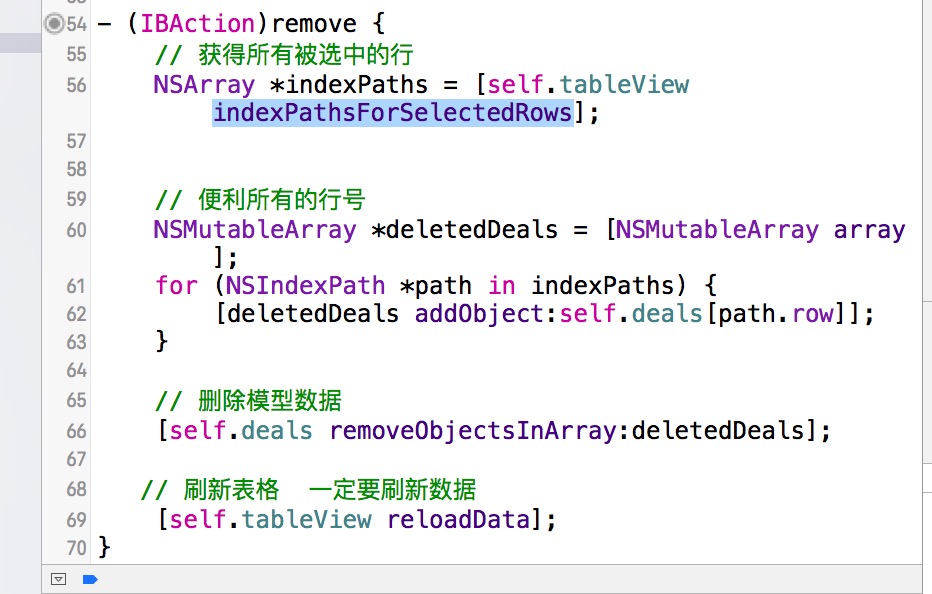 54 - (IBAction)remove {
55 // 获得所有被选中的行
56 NSArray *indexPaths = [self.tableView
indexPathsForSelectedRows];
57
58
59 // 便利所有的行号
60 NSMutableArray *deletedDeals = [NSMutableArray array
];
61 for (NSIndexPath *path in indexPaths) {
62 [deletedDeals addObject:self.deals[path.row]];
63 }
64
65 // 删除模型数据
66 [self.deals removeObjectsInArray:deletedDeals];
67
68 // 刷新表格  一定要刷新数据
69 [self.tableView reloadData];
70 }